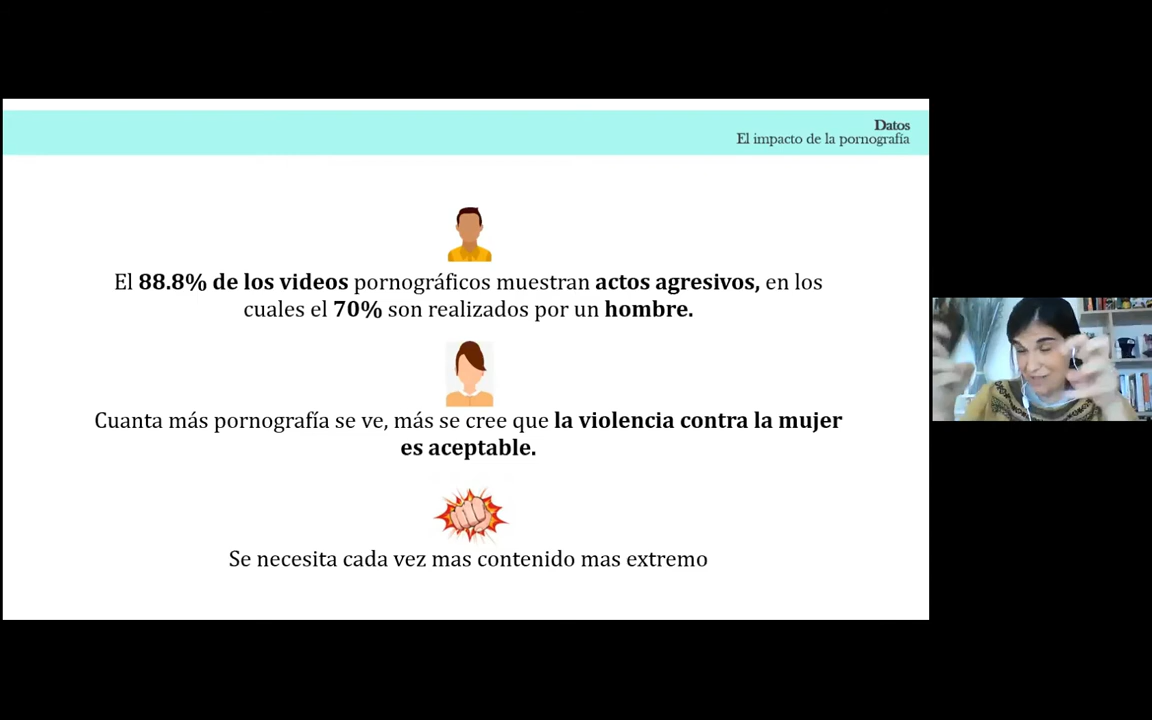 Datos
El impacto de la pornografía
El 88.8% de los videos pornográficos muestran actos agresivos, en los
cuales el 70% son realizados por un hombre.
Cuanta más pornografía se ve, más se cree que la violencia contra la mujer
es aceptable.
Se necesita cada vez mas contenido mas extremo